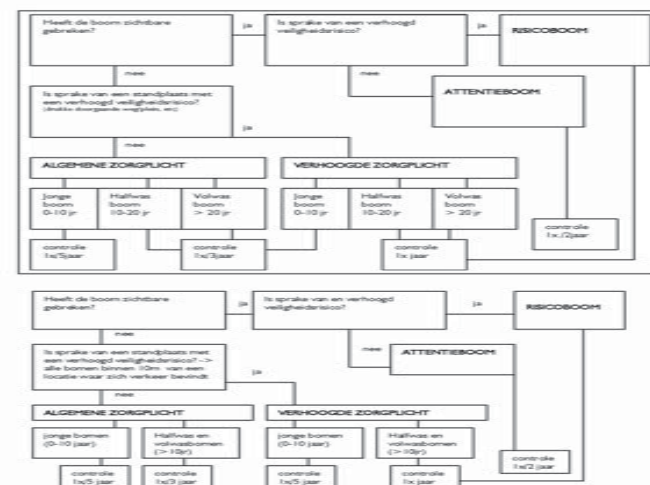 Heeft de boom zichtbare
gebreken?
ja
Is sprake van een verhoogd
veiligheidsrisico?
ja
RISICOBOOM
nee
nee
ATTENTIEBOOM
Is sprake van een standplaats met
een verhoogd veiligheidsrisico?
ja
nee
ALGEMENE ZORGPLICHT
VERHOOGDE ZORGPLICHT
Jonge
boom
0-10 jr
Halfwas
boom
10-20 jr
Volwas
boom
> 20 jr
Jonge
boom
0-10 jr
Halfwas
boom
10-20 jr
Volwas
boom
> 20 jr
controle
1x/5jaar
controle
1x/3jaar
controle
1x jaar
controle
1x /2jaar
Heeft de boom zichtbare
gebreken?
ja
Is sprake van en verhoogd
veiligheidsrisico?
ja
RISICOBOOM
nee
nee
ATTENTIEBOOM
Is sprake van een standplaats met
een verhoogd veiligheidsrisico? ->
alle bomen binnen 10m van een
locatie waar zich verkeer bevindt
ja
nee
ALGEMENE ZORGPLICHT
VERHOOGDE ZORGPLICHT
jonge bomen
(0-10 jaar)
Halfwas en
volwasbomen
(> 10jr)
jonge bomen
(0-10 jaar)
Halfwas en
volwasbomen
(> 10jr)
controle
1x/5 jaar
controle
1x/3 jaar
controle
1x/5 jaar
controle
1x jaar
controle
1x/2 jaar